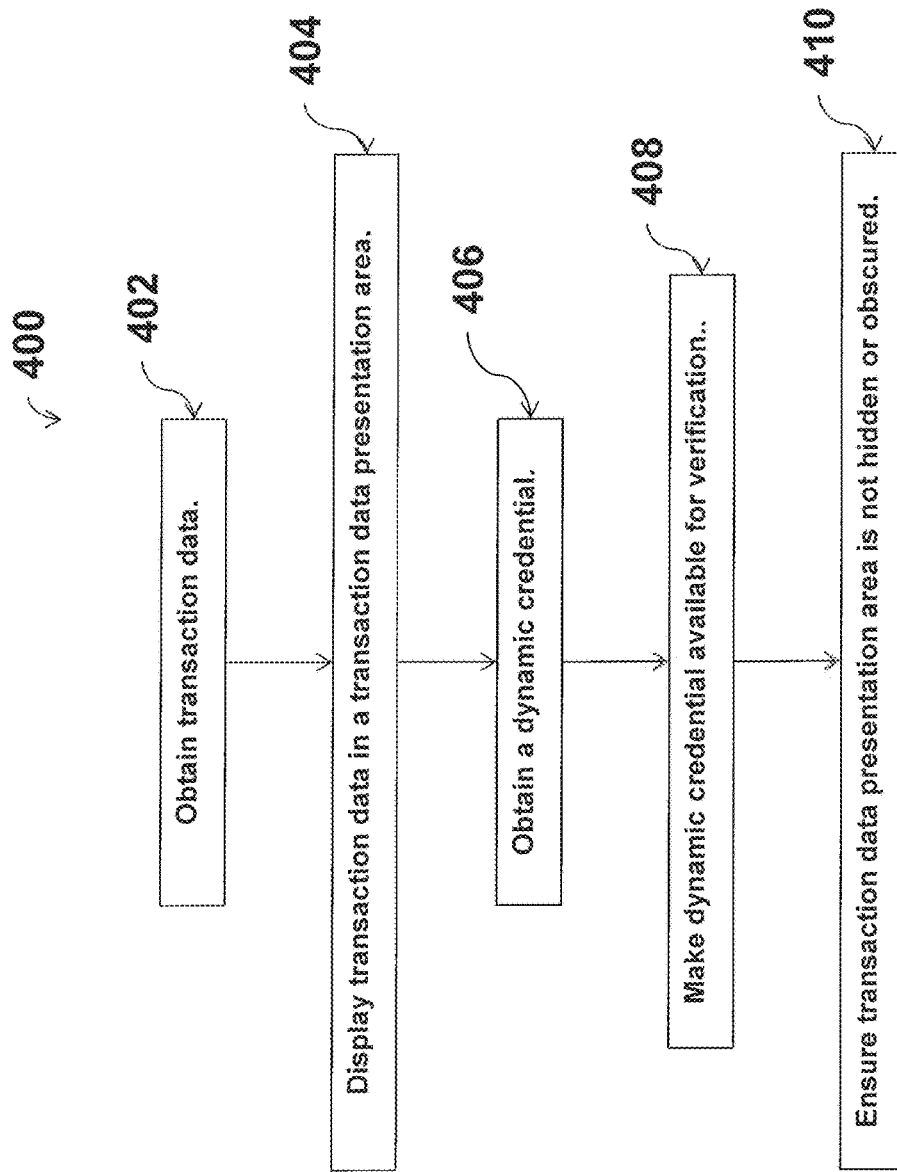 400
402
Obtain transaction data.
404
Display transaction data in a transaction data presentation area.
406
Obtain a dynamic credential.
408
Make dynamic credential available for verification..
410
Ensure transaction data presentation area is not hidden or obscured.